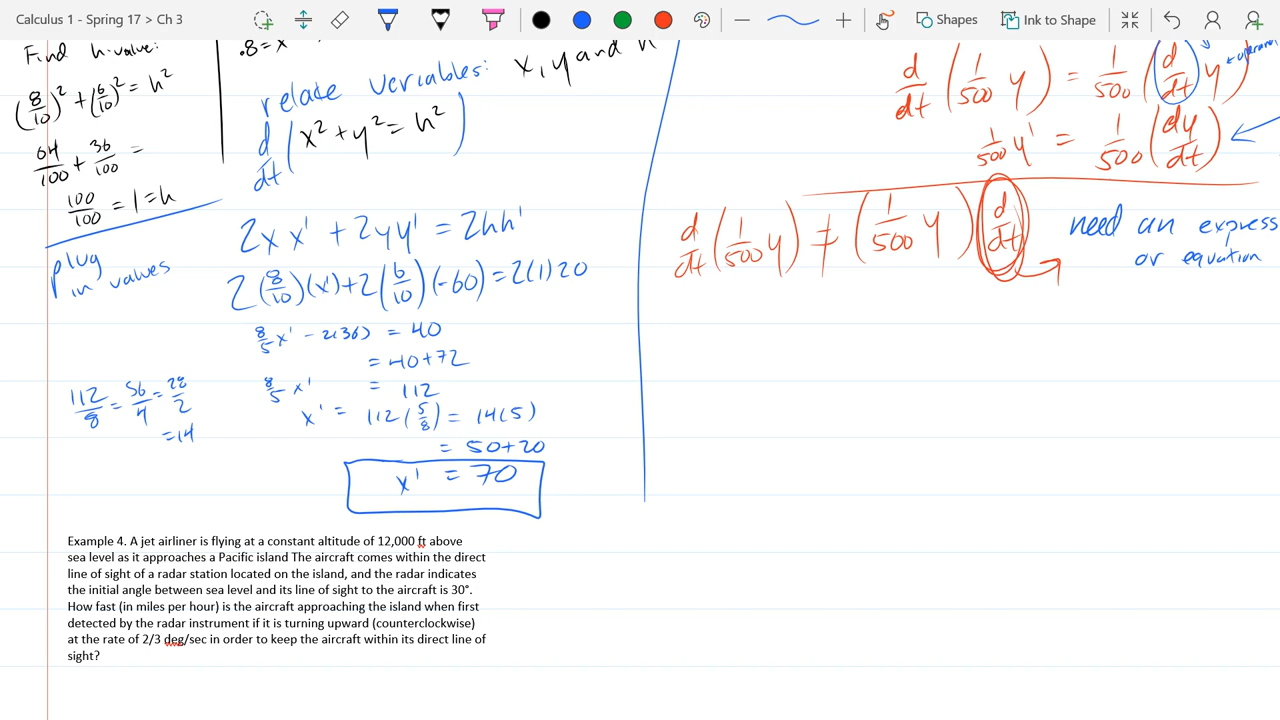 Calculus 1 - Spring 17 > Ch 3
Shapes
Ink to Shape
Find h-value:
(8/10)² + (6/10)² = h²
64/100 + 36/100 =
100/100 = 1 = h
.8 = x
relate variables: x, y and h
d/dt (x² + y² = h²)
2x x' + 2yy' = 2hh'
plug in values
2(8/10)(x') + 2(6/10)(-60) = 2(1)20
8/5 x' - 2(36) = 40
= 40+72
8/5 x' = 112
x' = 112(5/8) = 14(5)
= 50+20
x' = 70
112/8 = 56/4 = 28/2
=14
d/dt (1/500 y) = 1/500 (d/dt y)
1/500 y' = 1/500 (dy/dt)
d/dt (1/500 y) ≠ (1/500 y) (d/dt)
need an express
or equation
Example 4. A jet airliner is flying at a constant altitude of 12,000 ft above
sea level as it approaches a Pacific island The aircraft comes within the direct
line of sight of a radar station located on the island, and the radar indicates
the initial angle between sea level and its line of sight to the aircraft is 30°.
How fast (in miles per hour) is the aircraft approaching the island when first
detected by the radar instrument if it is turning upward (counterclockwise)
at the rate of 2/3 deg/sec in order to keep the aircraft within its direct line of
sight?